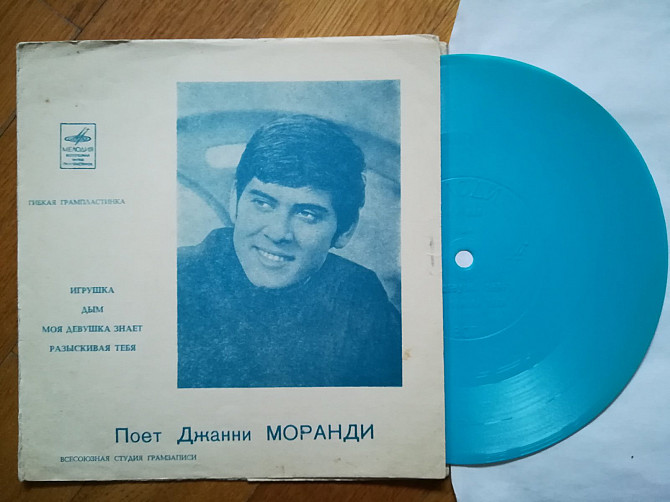 МЕЛОДИЯ
ГИБКАЯ ГРАМПЛАСТИНКА
ИГРУШКА
ДЫМ
МОЯ ДЕВУШКА ЗНАЕТ
РАЗЫСКИВАЯ ТЕБЯ
Поет Джанни МОРАНДИ
ВСЕСОЮЗНАЯ СТУДИЯ ГРАМЗАПИСИ